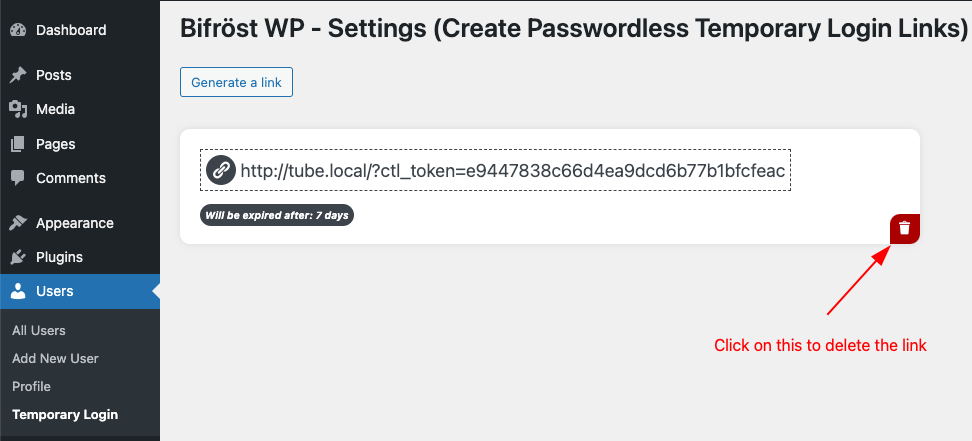 Dashboard
Posts
Media
Pages
Comments
Appearance
Plugins
Users
All Users
Add New User
Profile
Temporary Login
Bifröst WP - Settings (Create Passwordless Temporary Login Links)
Generate a link
http://tube.local/?ctl_token=e9447838c66d4ea9dcd6b77b1bfcfeac
Will be expired after: 7 days
Click on this to delete the link